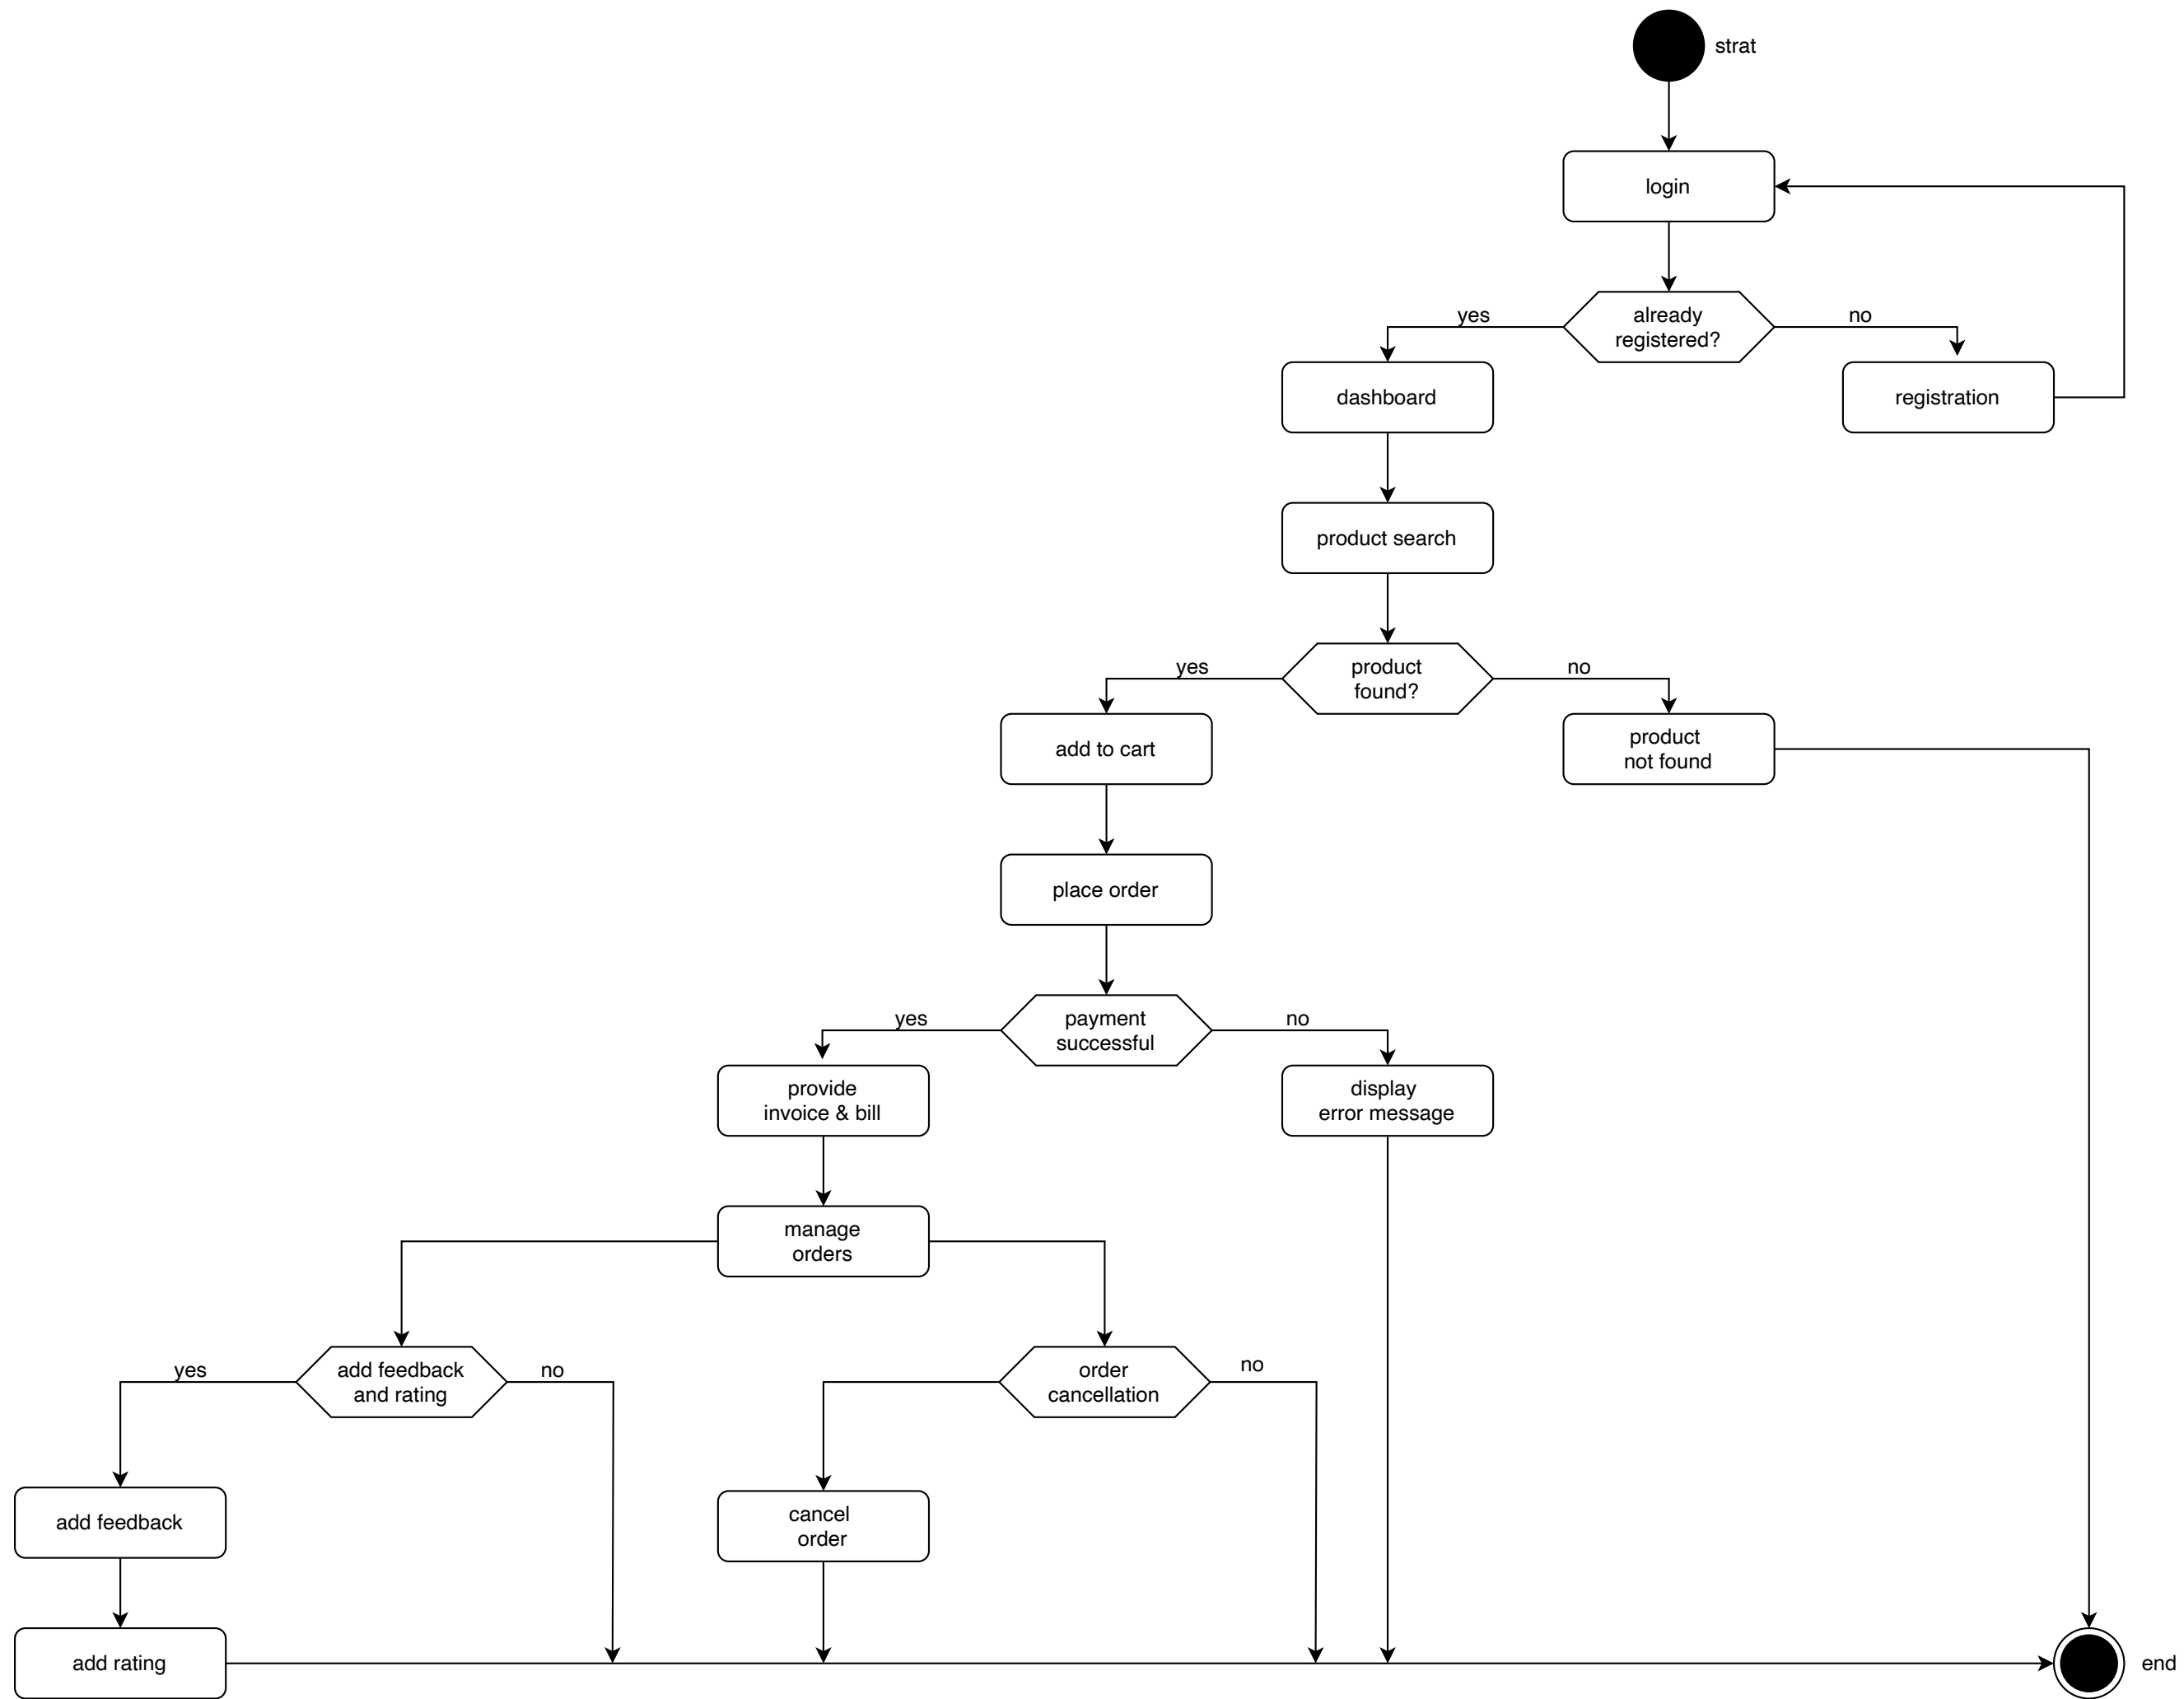 strat
login
already
registered?
yes
no
dashboard
registration
product search
product
found?
yes
no
add to cart
product
not found
place order
payment
successful
yes
no
provide
invoice & bill
display
error message
manage
orders
add feedback
and rating
yes
no
order
cancellation
no
add feedback
cancel
order
add rating
end